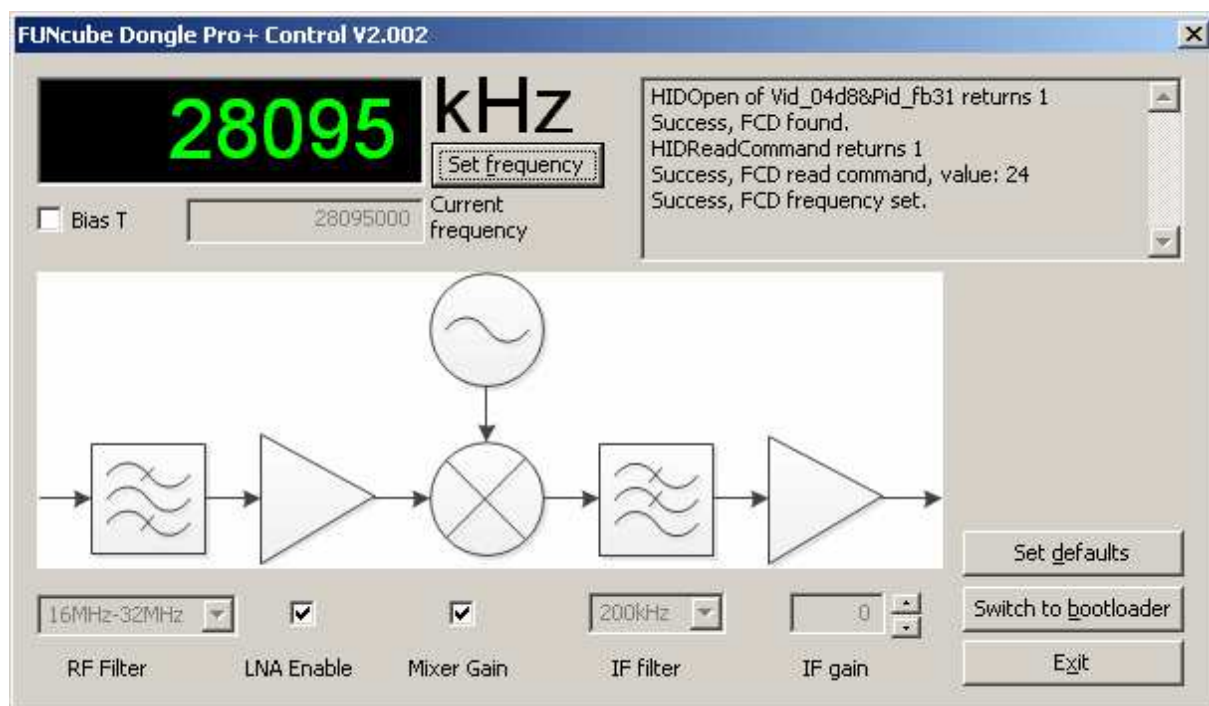 FUNcube Dongle Pro+ Control V2.002
28095
kHz
Set frequency
Bias T
28095000
Current
frequency
HIDOpen of Vid_04d8&Pid_fb31 returns 1
Success, FCD found.
HIDReadCommand returns 1
Success, FCD read command, value: 24
Success, FCD frequency set.
Set defaults
16MHz-32MHz
200kHz
0
Switch to bootloader
RF Filter
LNA Enable
Mixer Gain
IF filter
IF gain
Exit